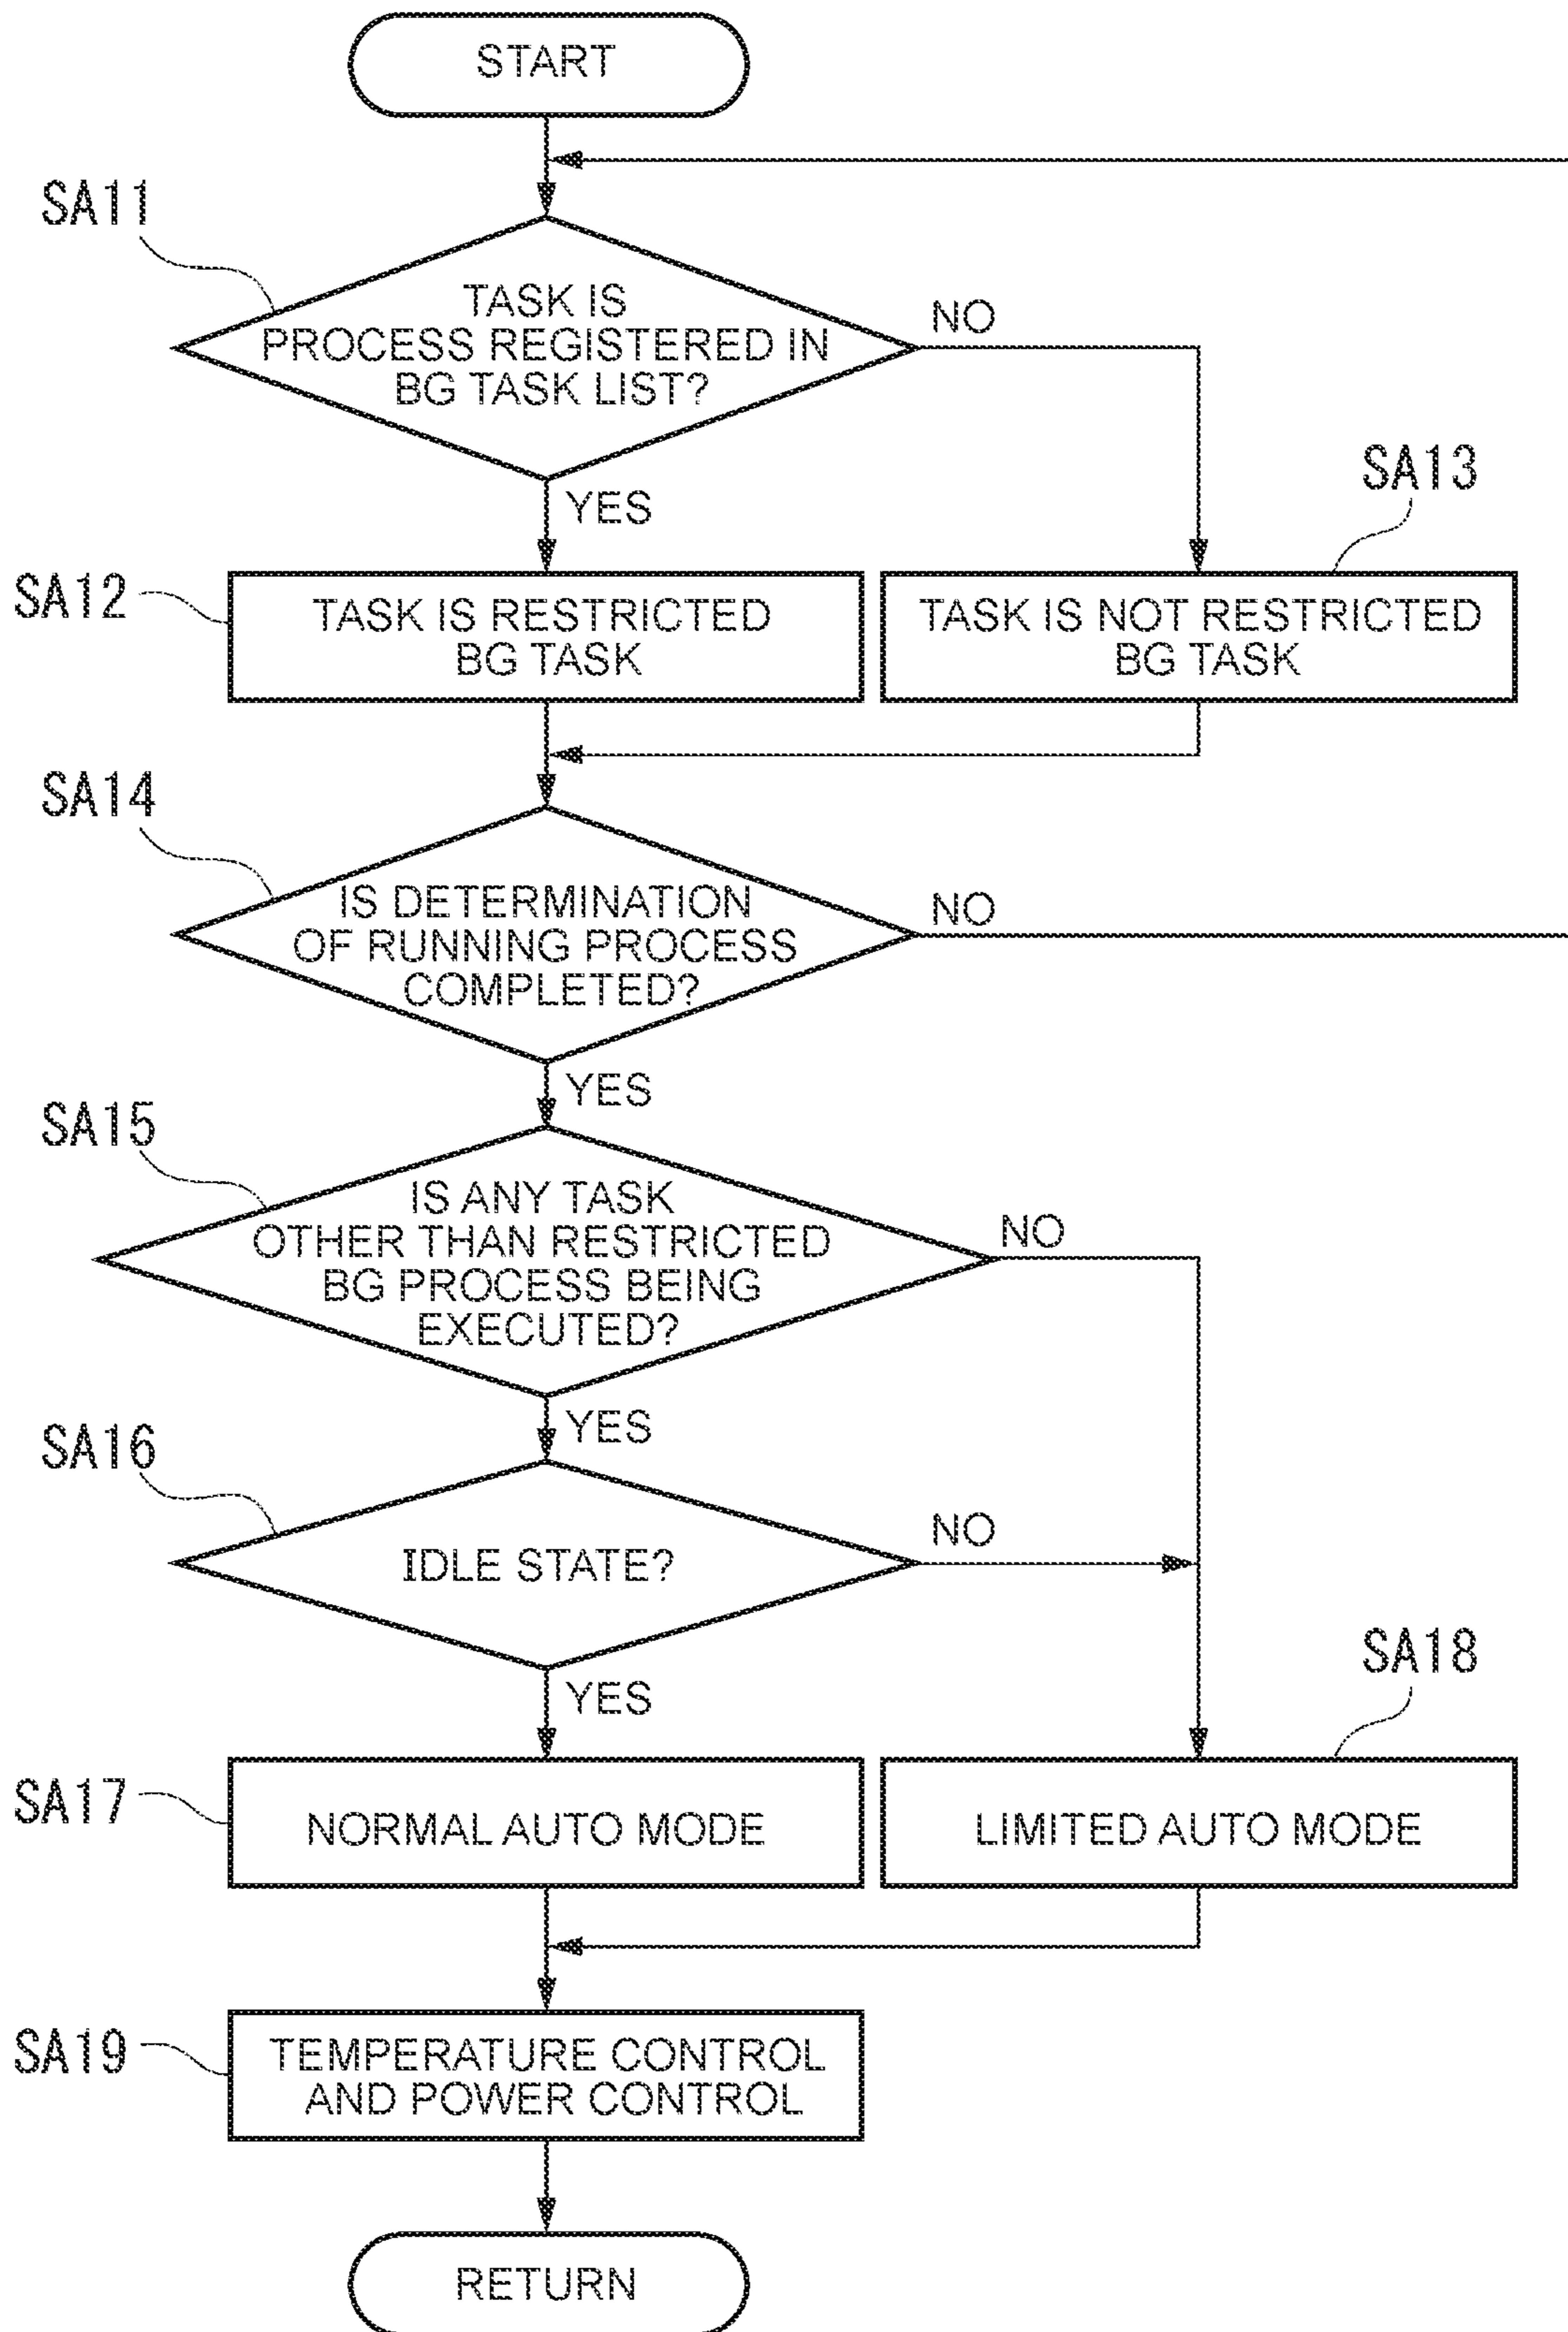 START
SA11
TASK IS
PROCESS REGISTERED IN
BG TASK LIST?
NO
YES
SA13
SA12
TASK IS RESTRICTED
BG TASK
TASK IS NOT RESTRICTED
BG TASK
SA14
IS DETERMINATION
OF RUNNING PROCESS
COMPLETED?
NO
YES
SA15
IS ANY TASK
OTHER THAN RESTRICTED
BG PROCESS BEING
EXECUTED?
NO
YES
SA16
IDLE STATE?
NO
YES
SA18
SA17
NORMAL AUTO MODE
LIMITED AUTO MODE
SA19
TEMPERATURE CONTROL
AND POWER CONTROL
RETURN